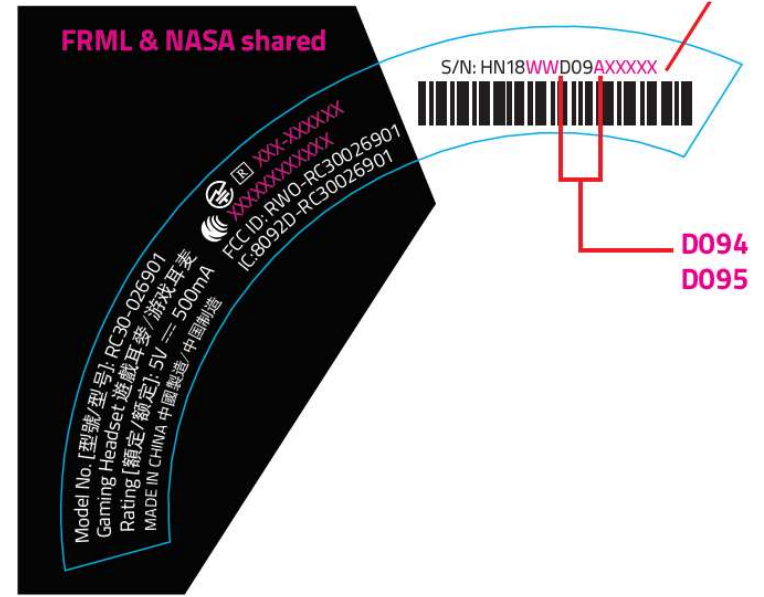 FRML & NASA shared
S/N: HN18WWD09AXXXXX
D094
D095
Model No. [型號/型号]: RC30-026901
Gaming Headset 遊戲耳麥/游戏耳麦
Rating [額定/额定]: 5V ⎓ 500mA
MADE IN CHINA 中國製造/中国制造
R XXX-XXXXXX
XXXXXXXXXXXX
FCC ID: RWO-RC30026901
IC:8092D-RC30026901